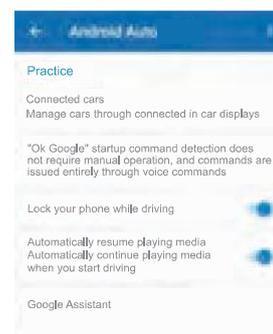 Android Auto
Practice
Connected cars
Manage cars through connected in car displays
"Ok Google" startup command detection does
not require manual operation, and commands are
issued entirely through voice commands
Lock your phone while driving
Automatically resume playing media
Automatically continue playing media
when you start driving
Google Assistant